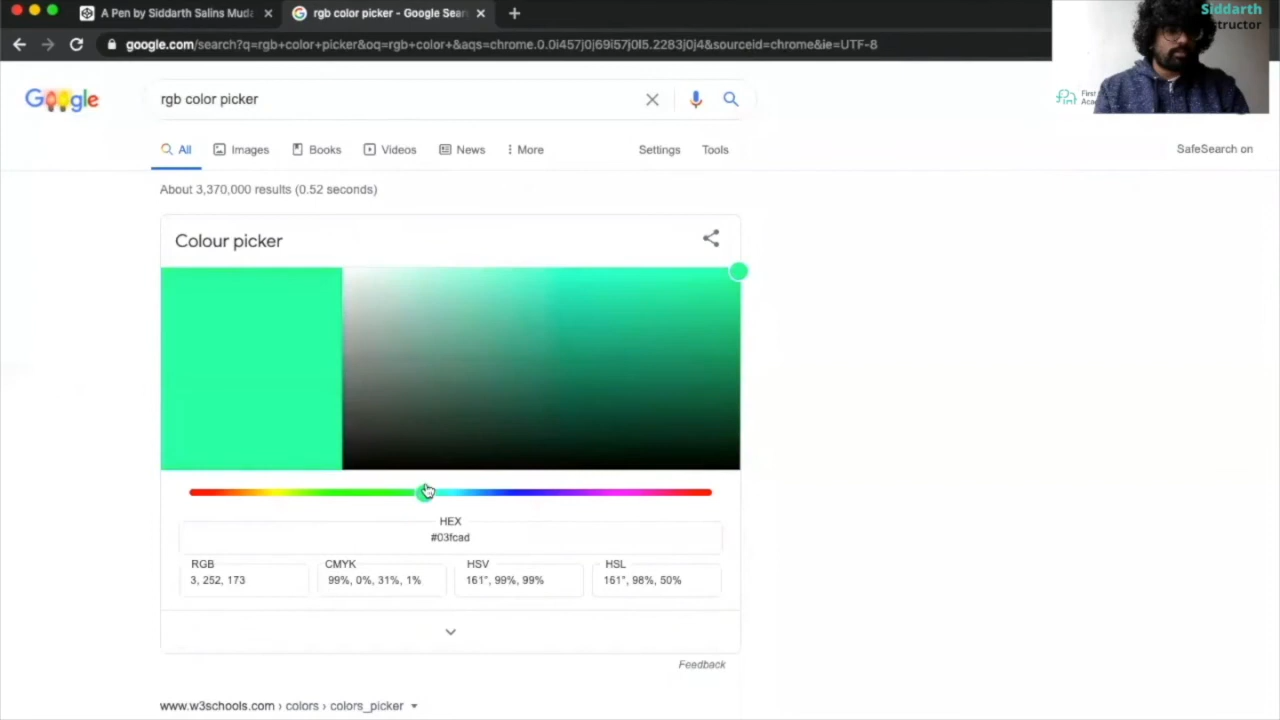 A Pen by Siddarth Salins Muda
rgb color picker - Google Sear
google.com/search?q=rgb+color+picker&oq=rgb+color+&aqs=chrome.0.0i457j0j69i57j0l5.2283j0j4&sourceid=chrome&ie=UTF-8
Siddarth
structor
First
Aca
Google
rgb color picker
All Images Books Videos News More Settings Tools
SafeSearch on
About 3,370,000 results (0.52 seconds)
Colour picker
HEX
#03fcad
RGB CMYK HSV HSL
3, 252, 173 99%, 0%, 31%, 1% 161°, 99%, 99% 161°, 98%, 50%
Feedback
www.w3schools.com › colors › colors_picker